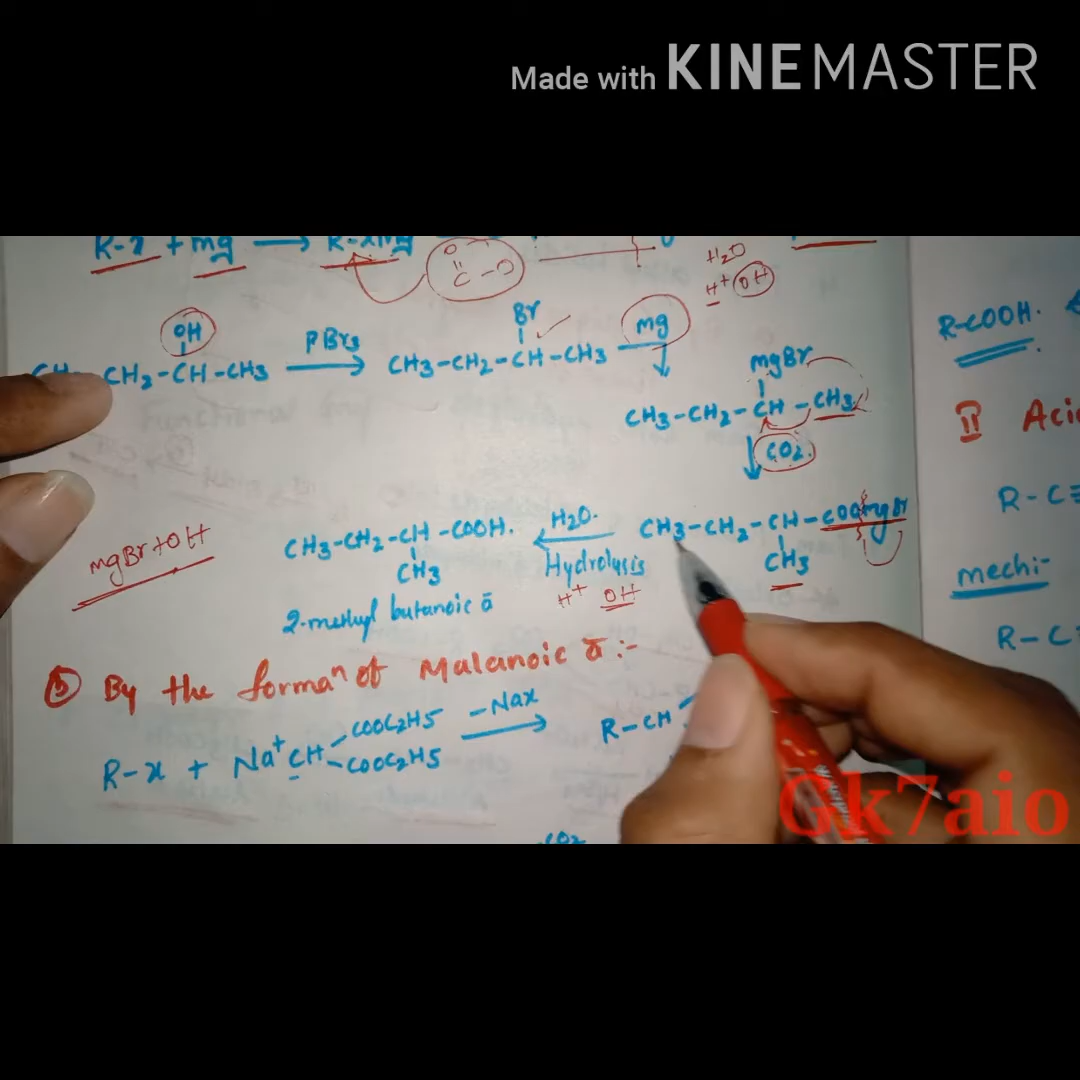 Made with KINEMASTER
R-x + mg → R-xmg
O
C-O
H2O
H+ OH
OH
CH2-CH-CH3 PBr3 →
Br
CH3-CH2-CH-CH3 mg
mgBr
CH3-CH2-CH-CH3
CO2.
CH3-CH2-CH-COOmgBr
CH3
H2O.
Hydrolysis
H+ OH
CH3-CH2-CH-COOH.
CH3
2-methyl butanoic ā
mgBr+OH
⑤ By the formaⁿ of Malanoic ā :-
R-x + Na+ CH
COOC2H5
COOC2H5
-Nax →
R-CH
CO2
R-COOH.
II Acid
R-C≡
mechi-
R-C
Gk7aio